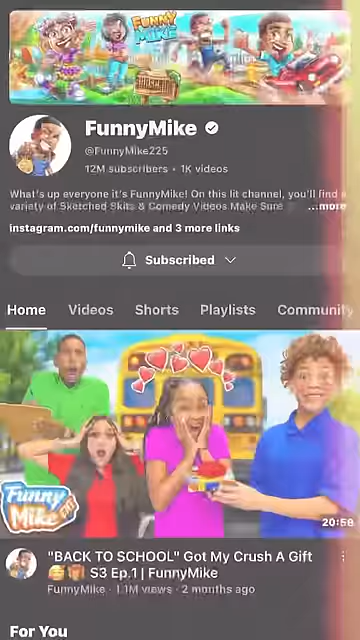 FUNNY
MIKE
FunnyMike
@FunnyMike225
12M subscribers • 1K videos
What's up everyone it's FunnyMike! On this lit channel, you'll find a
variety of Sketched Skits & Comedy Videos Make Sure ...more
instagram.com/funnymike and 3 more links
Subscribed
Home Videos Shorts Playlists Community
Funny
Mike
20:58
"BACK TO SCHOOL" Got My Crush A Gift
🥰🎁 S3 Ep.1 | FunnyMike
FunnyMike · 1.1M views · 2 months ago
For You